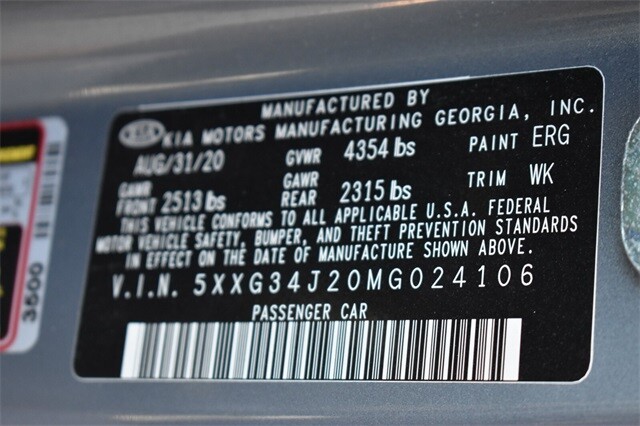 MANUFACTURED BY
KIA KIA MOTORS MANUFACTURING GEORGIA, INC.
AUG/31/20 GVWR 4354 lbs PAINT ERG
GAWR FRONT 2513 lbs GAWR REAR 2315 lbs TRIM WK
THIS VEHICLE CONFORMS TO ALL APPLICABLE U.S.A. FEDERAL
MOTOR VEHICLE SAFETY, BUMPER, AND THEFT PREVENTION STANDARDS
IN EFFECT ON THE DATE OF MANUFACTURE SHOWN ABOVE.
V.I.N. 5XXG34J20MG024106
PASSENGER CAR
3500